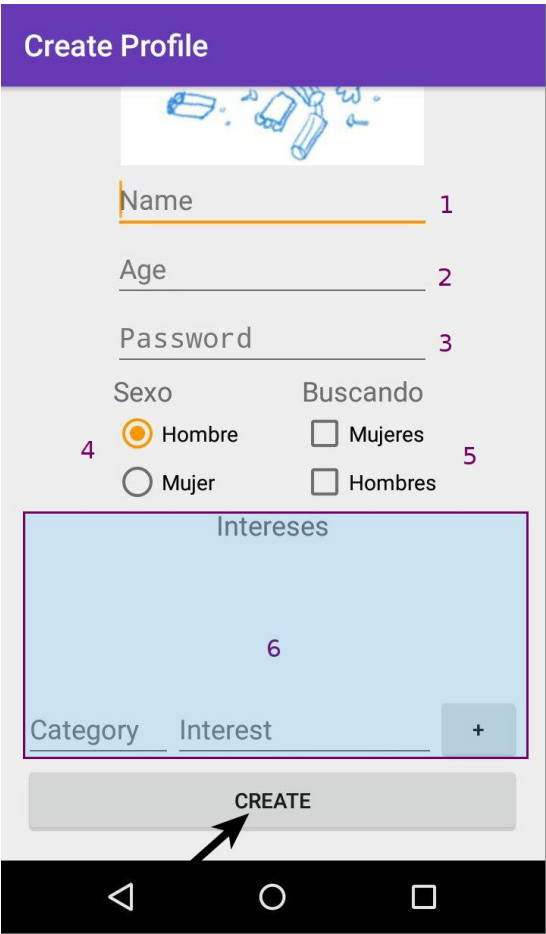 Create Profile
Name 1
Age 2
Password 3
Sexo Buscando
4 Hombre Mujeres 5
Mujer Hombres
Intereses
6
Category Interest +
CREATE